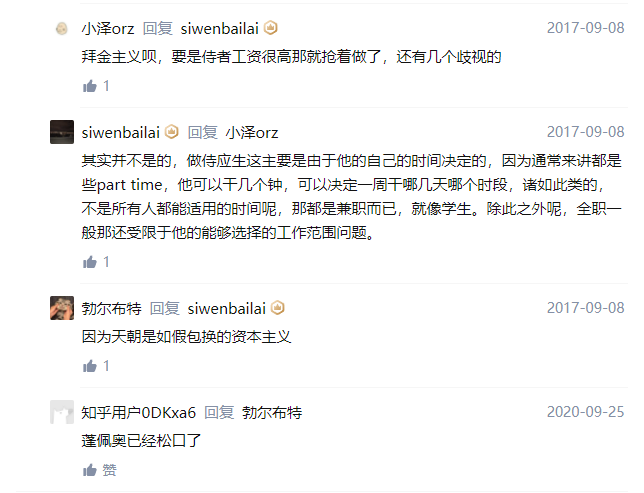 小泽orz 回复 siwenbailai 2017-09-08
拜金主义呗，要是侍者工资很高那就抢着做了，还有几个歧视的
1
siwenbailai 回复 小泽orz 2017-09-08
其实并不是的，做侍应生这主要是由于他的自己的时间决定的，因为通常来讲都是
些part time，他可以干几个钟，可以决定一周干哪几天哪个时段，诸如此类的，
不是所有人都能适用的时间呢，那都是兼职而已，就像学生。除此之外呢，全职一
般那还受限于他的能够选择的工作范围问题。
1
勃尔布特 回复 siwenbailai 2017-09-08
因为天朝是如假包换的资本主义
1
知乎用户0DKxa6 回复 勃尔布特 2020-09-25
蓬佩奥已经松口了
赞